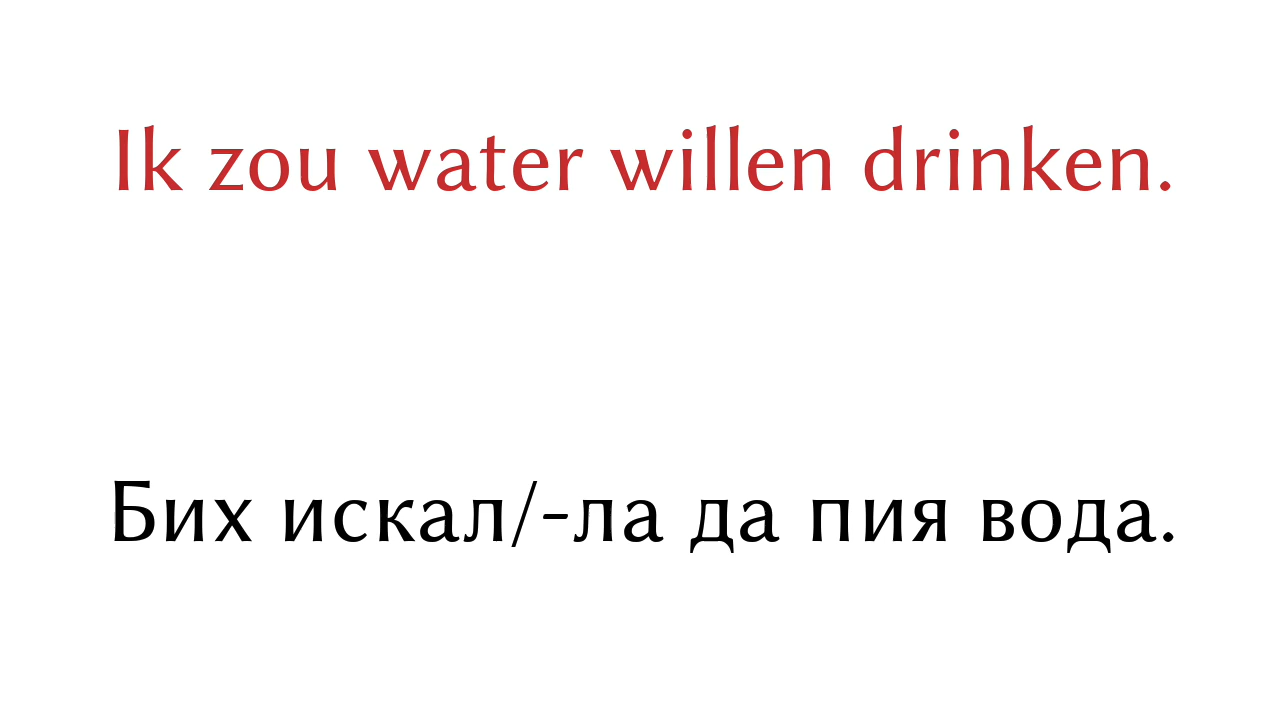 Ik zou water willen drinken.
Бих искал/-ла да пия вода.